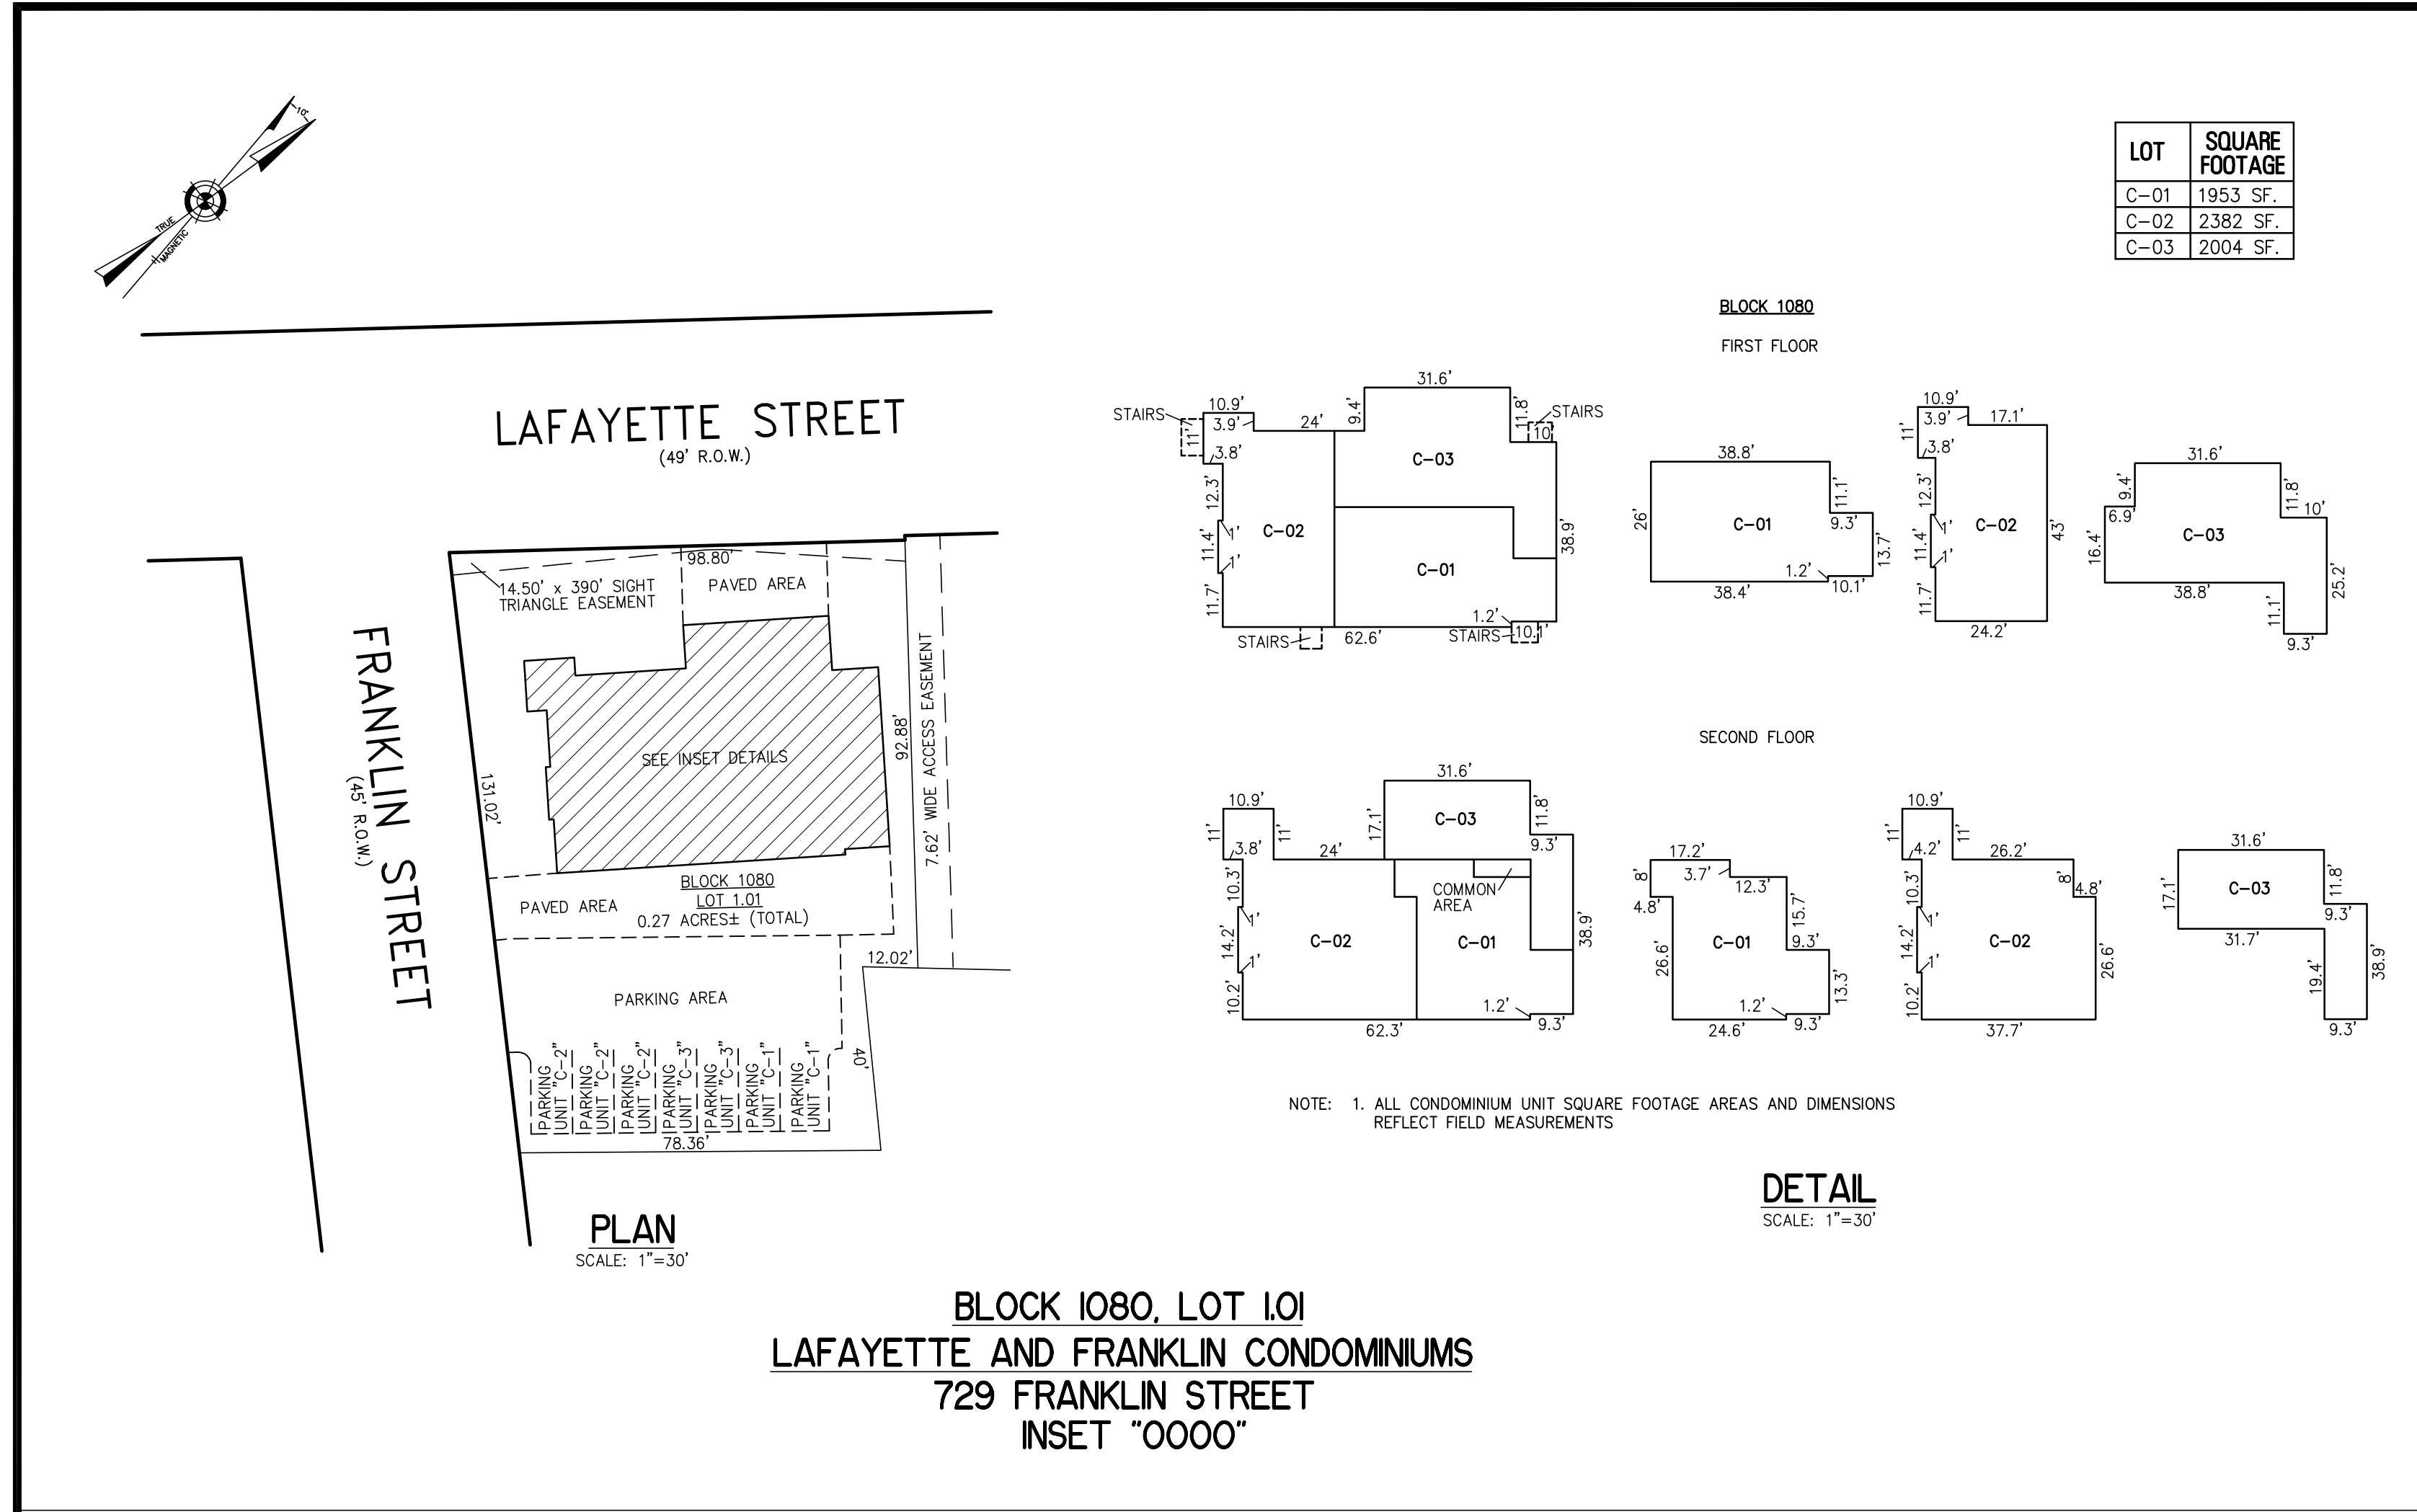 10°
TRUE
MAGNETIC
LOT
SQUARE
FOOTAGE
C-01 1953 SF.
C-02 2382 SF.
C-03 2004 SF.
LAFAYETTE STREET
(49' R.O.W.)
FRANKLIN STREET
(45' R.O.W.)
98.80'
14.50' x 390' SIGHT
TRIANGLE EASEMENT
PAVED AREA
SEE INSET DETAILS
131.02'
92.88'
7.62' WIDE ACCESS EASEMENT
BLOCK 1080
LOT 1.01
0.27 ACRES± (TOTAL)
PAVED AREA
12.02'
PARKING AREA
40'
PARKING
UNIT "C-2"
PARKING
UNIT "C-2"
PARKING
UNIT "C-2"
PARKING
UNIT "C-3"
PARKING
UNIT "C-3"
PARKING
UNIT "C-1"
PARKING
UNIT "C-1"
78.36'
PLAN
SCALE: 1"=30'
BLOCK 1080
FIRST FLOOR
STAIRS
10.9'
11'
3.9'
24'
9.4'
31.6'
11.8'
STAIRS
10'
3.8'
12.3'
C-03
C-02
11.4'
1'
1'
38.9'
C-01
11.7'
1.2'
STAIRS
62.6'
STAIRS
10.1'
38.8'
26'
11.1'
C-01
9.3'
13.7'
1.2'
38.4'
10.1'
10.9'
3.9'
17.1'
11'
3.8'
12.3'
C-02
1'
43'
11.4'
1'
11.7'
24.2'
31.6'
9.4'
11.8'
6.9'
10'
C-03
16.4'
38.8'
25.2'
11.1'
9.3'
SECOND FLOOR
31.6'
10.9'
17.1'
C-03
11.8'
11'
11'
3.8'
24'
9.3'
10.3'
COMMON
AREA
1'
14.2'
C-02
C-01
38.9'
1'
10.2'
1.2'
62.3'
9.3'
17.2'
8'
3.7'
12.3'
4.8'
15.7'
26.6'
C-01
9.3'
13.3'
1.2'
24.6'
9.3'
10.9'
11'
11'
4.2'
26.2'
8'
4.8'
10.3'
1'
14.2'
C-02
1'
26.6'
10.2'
37.7'
31.6'
17.1'
C-03
11.8'
9.3'
31.7'
19.4'
38.9'
9.3'
NOTE: 1. ALL CONDOMINIUM UNIT SQUARE FOOTAGE AREAS AND DIMENSIONS
REFLECT FIELD MEASUREMENTS
DETAIL
SCALE: 1"=30'
BLOCK 1080, LOT 1.01
LAFAYETTE AND FRANKLIN CONDOMINIUMS
729 FRANKLIN STREET
INSET "0000"